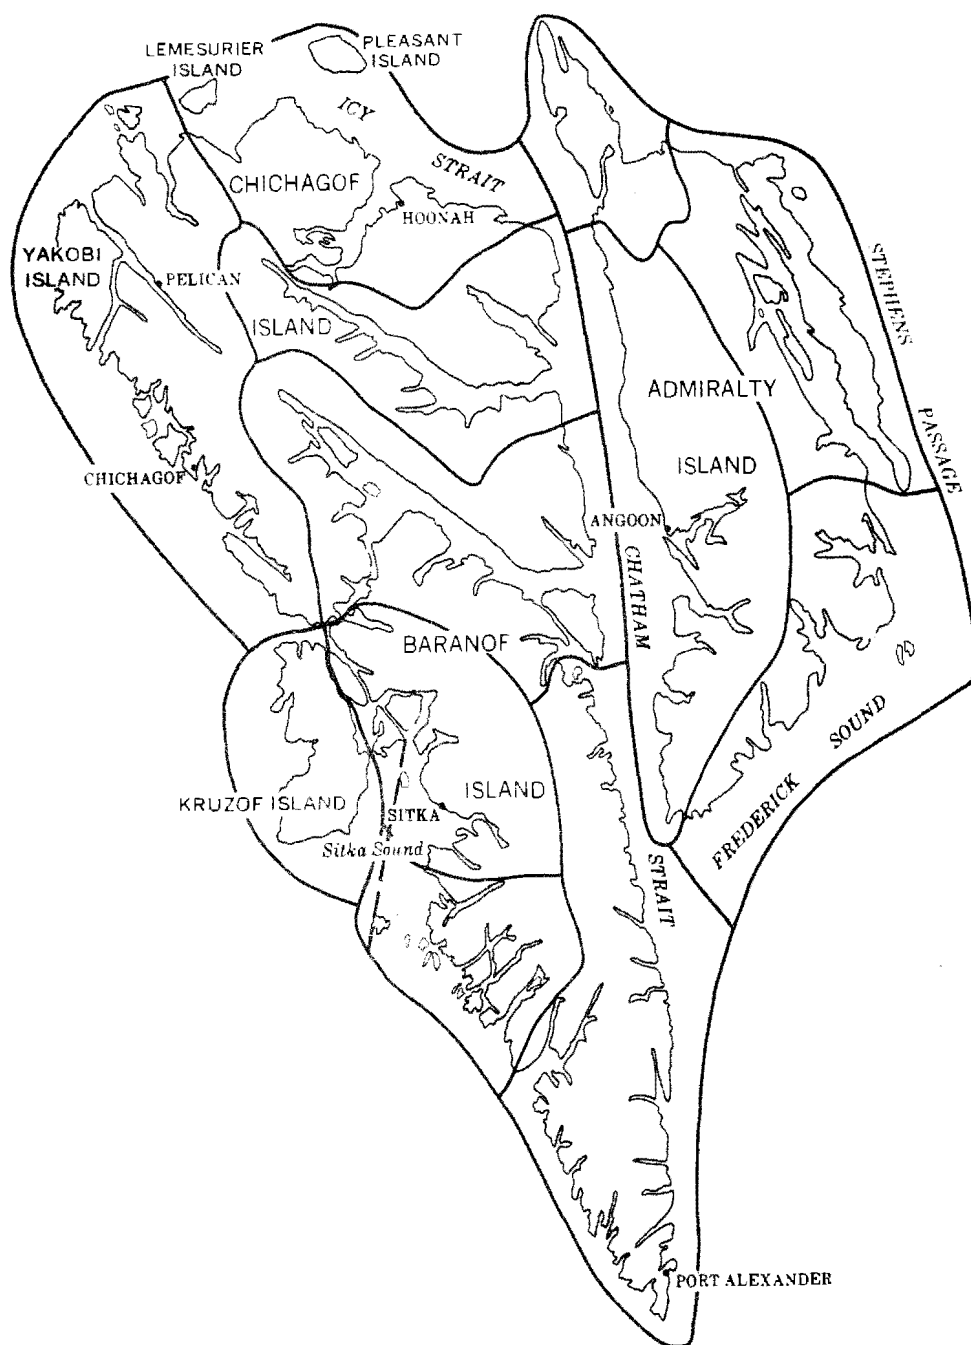 LEMESURIER
ISLAND
PLEASANT
ISLAND
ICY
STRAIT
CHICHAGOF
HOONAH
YAKOBI
ISLAND
PELICAN
ISLAND
STEPHENS
PASSAGE
ADMIRALTY
ISLAND
CHICHAGOF
ANGOON
CHATHAM
BARANOF
SOUND
FREDERICK
KRUZOF ISLAND
ISLAND
SITKA
Sitka Sound
STRAIT
PORT ALEXANDER